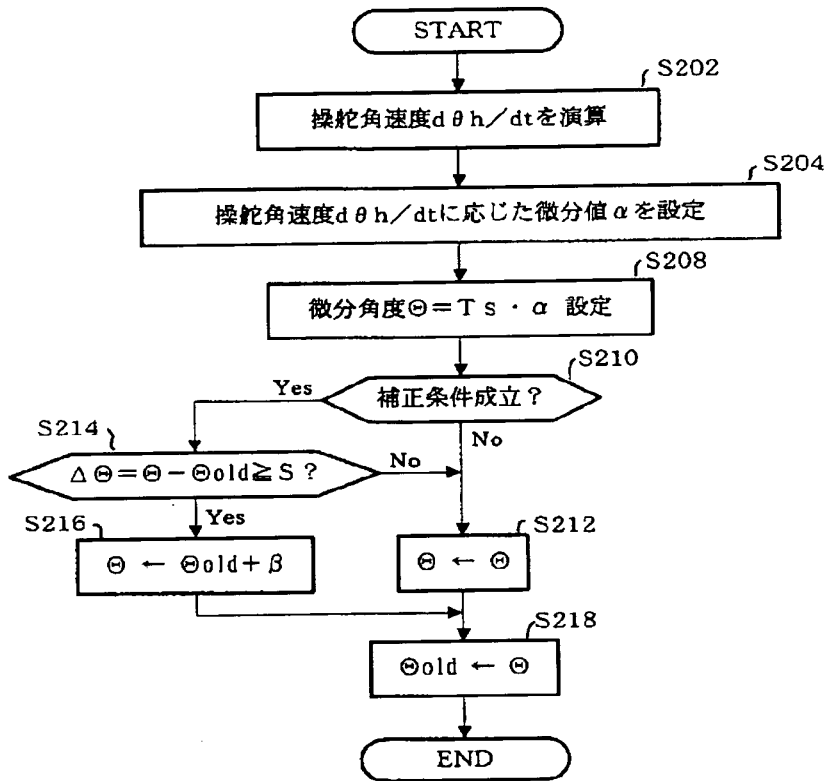 START
S202
操舵角速度dθh/dtを演算
S204
操舵角速度dθh/dtに応じた微分値αを設定
S208
微分角度Θ=Ts・α 設定
S210
補正条件成立?
Yes
No
S214
ΔΘ=Θ-Θold≧S?
No
Yes
S216
Θ ← Θold+β
S212
Θ ← Θ
S218
Θold ← Θ
END